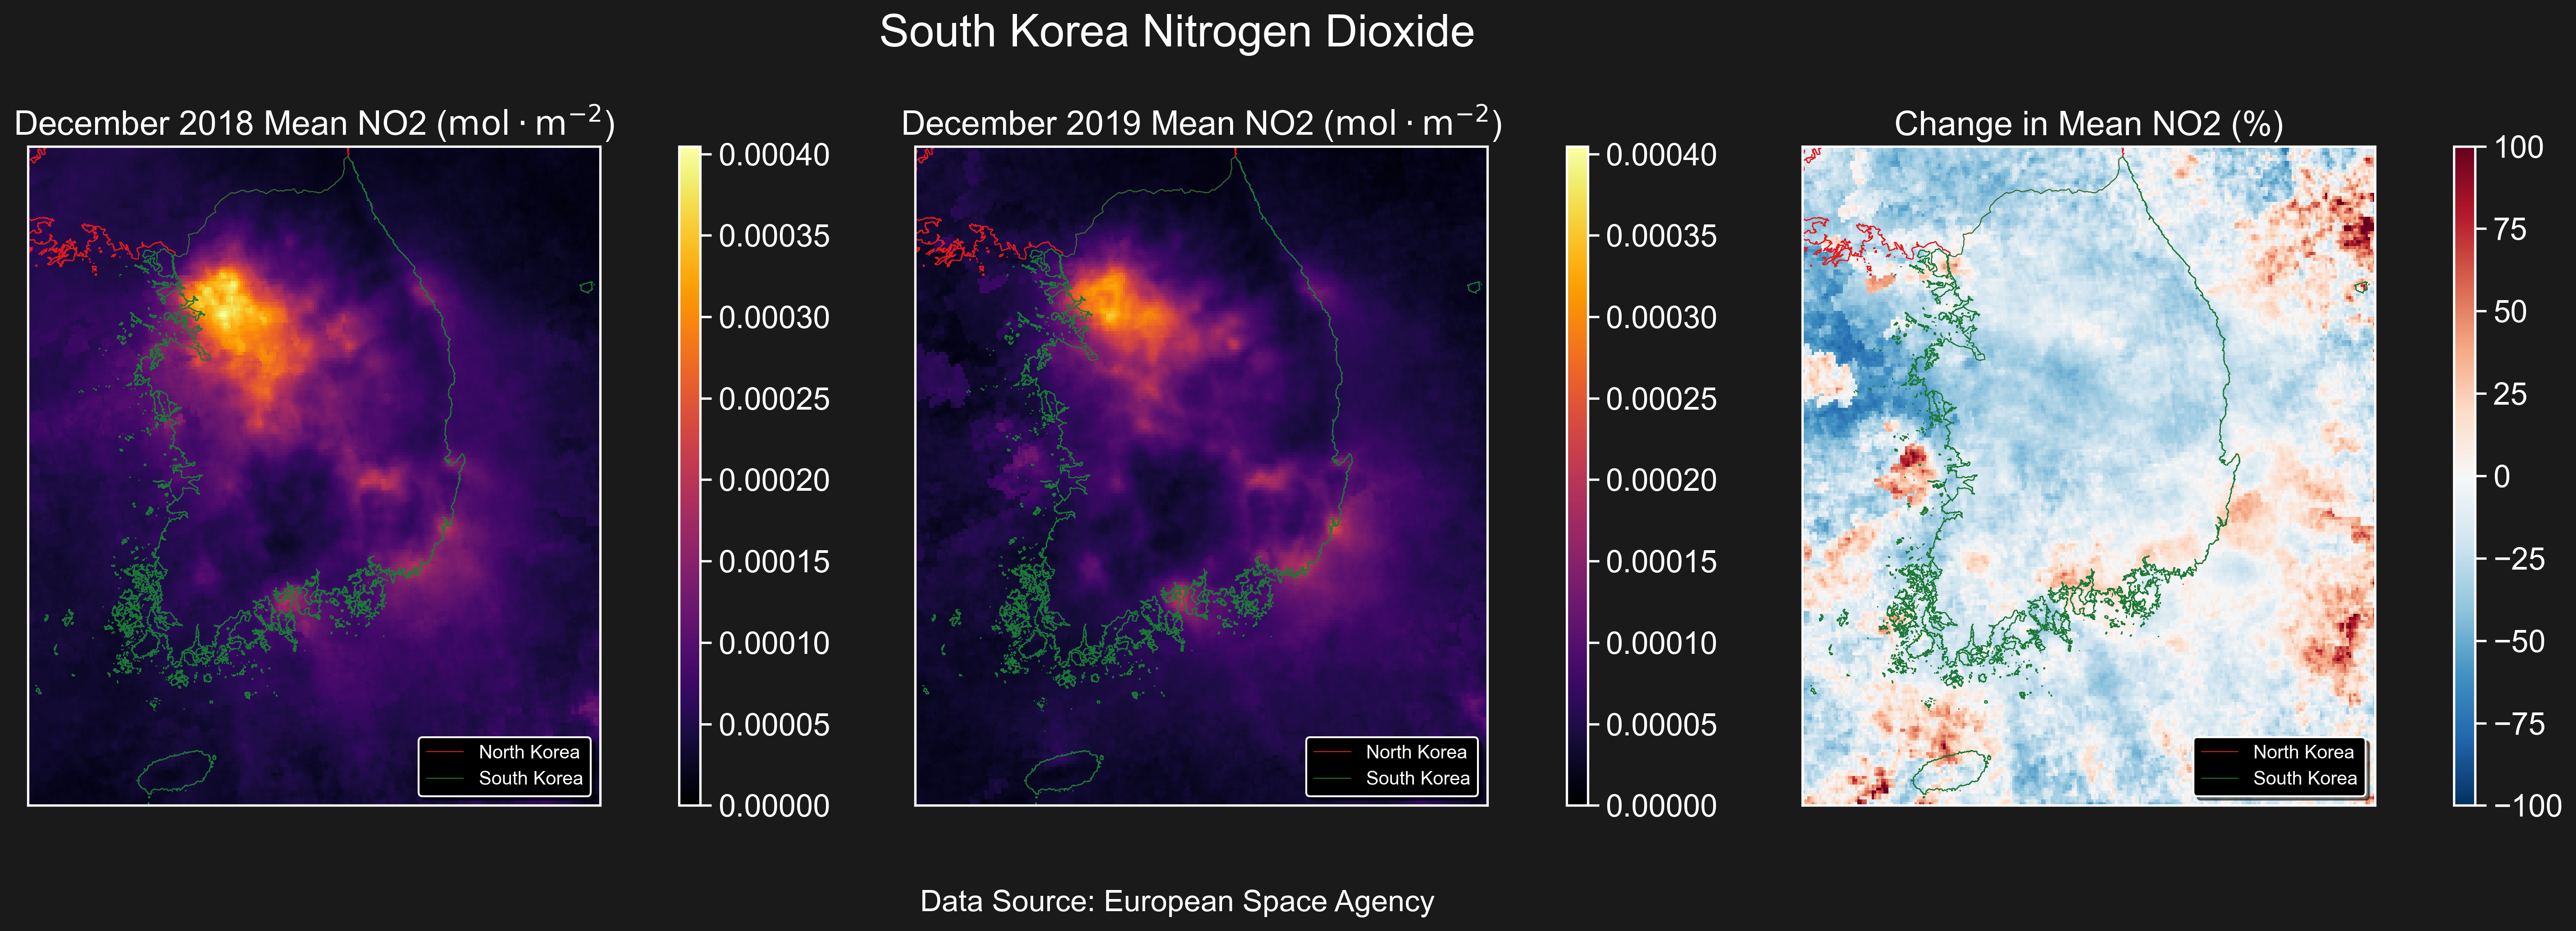 South Korea Nitrogen Dioxide
December 2018 Mean NO2 (mol · m⁻²)
0.00040
0.00035
0.00030
0.00025
0.00020
0.00015
0.00010
0.00005
0.00000
North Korea
South Korea
December 2019 Mean NO2 (mol · m⁻²)
0.00040
0.00035
0.00030
0.00025
0.00020
0.00015
0.00010
0.00005
0.00000
North Korea
South Korea
Change in Mean NO2 (%)
100
75
50
25
0
−25
−50
−75
−100
North Korea
South Korea
Data Source: European Space Agency